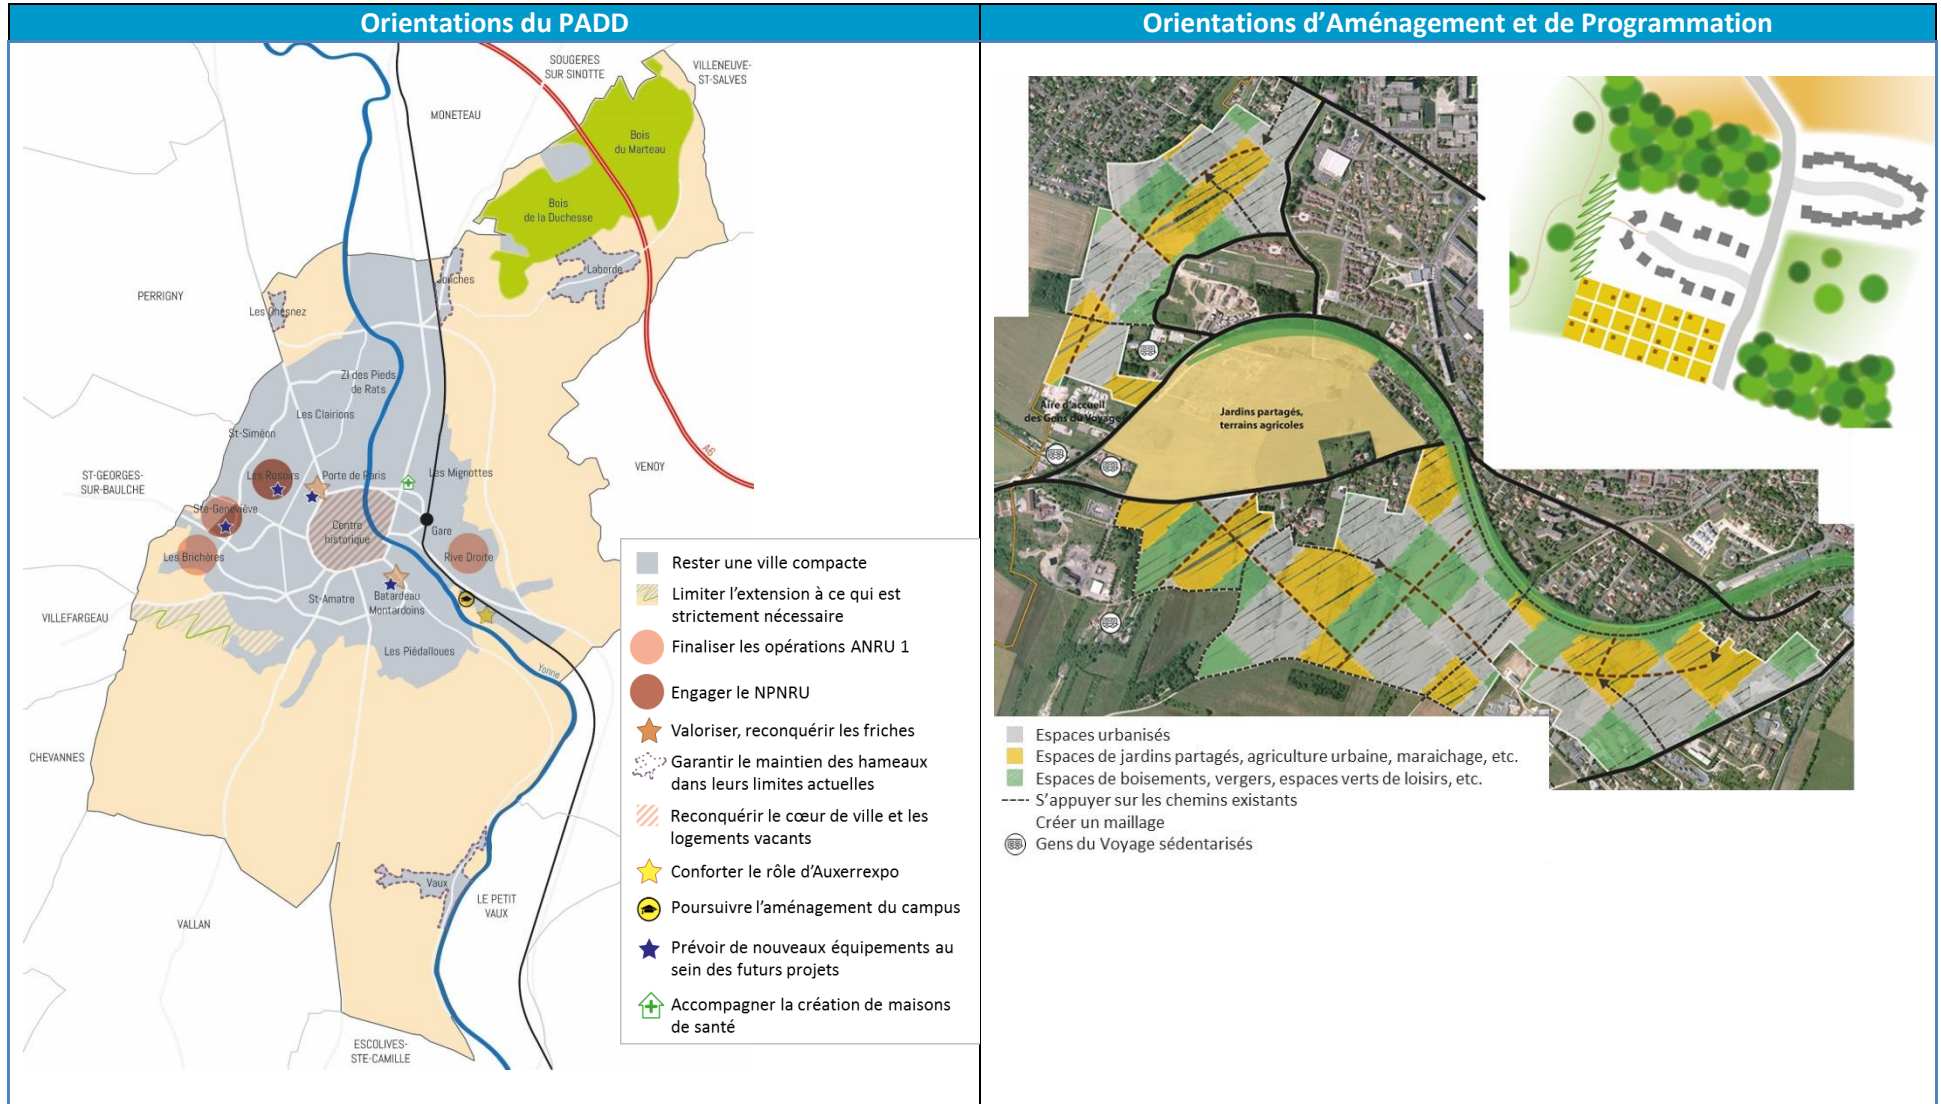 Orientations du PADD
SOUGERES
SUR SINOTTE
VILLENEUVE-
ST-SALVES
MONETEAU
Bois
du Marteau
Bois
de la Duchesse
Jonches
Laborde
PERRIGNY
Les Chesnez
ZI des Pieds
de Rats
Les Clairions
St-Siméon
A6
VENOY
ST-GEORGES-
SUR-BAULCHE
Les Rosoirs
Porte de Paris
Les Mignottes
Ste-Geneviève
Centre
historique
Gare
Les Brichères
Rive Droite
St-Amatre
Batardeau
Montardoins
VILLEFARGEAU
Les Piédalloues
Yonne
CHEVANNES
Vaux
LE PETIT
VAUX
VALLAN
ESCOLIVES-
STE-CAMILLE
Rester une ville compacte
Limiter l’extension à ce qui est
strictement nécessaire
Finaliser les opérations ANRU 1
Engager le NPNRU
Valoriser, reconquérir les friches
Garantir le maintien des hameaux
dans leurs limites actuelles
Reconquérir le cœur de ville et les
logements vacants
Conforter le rôle d’Auxerrexpo
Poursuivre l’aménagement du campus
Prévoir de nouveaux équipements au
sein des futurs projets
Accompagner la création de maisons
de santé
Orientations d’Aménagement et de Programmation
Aire d'accueil
des Gens du Voyage
Jardins partagés,
terrains agricoles
Espaces urbanisés
Espaces de jardins partagés, agriculture urbaine, maraichage, etc.
Espaces de boisements, vergers, espaces verts de loisirs, etc.
S’appuyer sur les chemins existants
Créer un maillage
Gens du Voyage sédentarisés